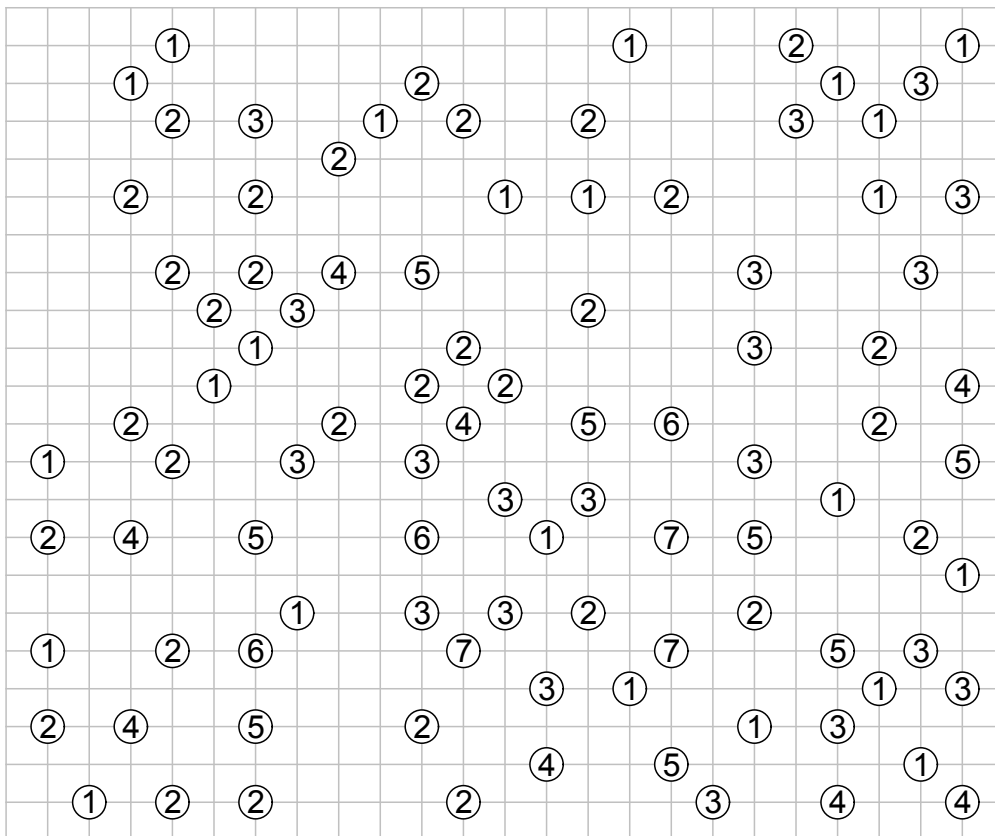 1 1 2 1
1 2 1 3
2 3 1 2 2 3 1
2
2 2 1 1 2 1 3
2 2 4 5 3 3
2 3 2
1 2 3 2
1 2 2 4
2 2 4 5 6 2
1 2 3 3 3 5
3 3 1
2 4 5 6 1 7 5 2
1
1 3 3 2 2
1 2 6 7 7 5 3
3 1 1 3
2 4 5 2 1 3
4 5 1
1 2 2 2 3 4 4